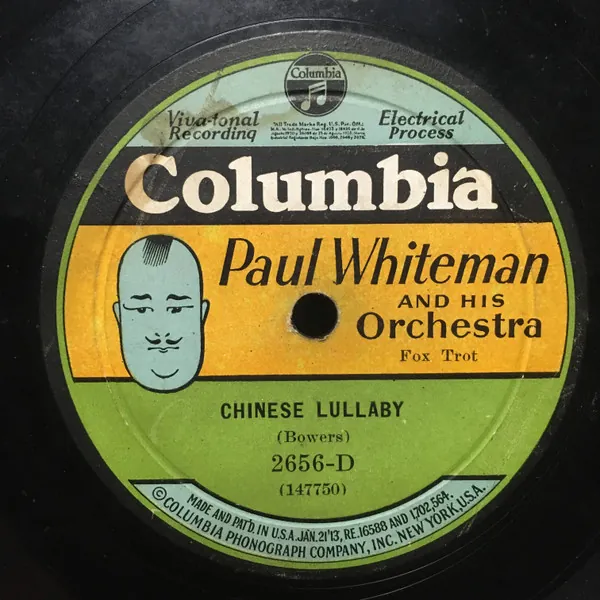 Columbia
Viva-tonal
Recording
Electrical
Process
Columbia
Paul Whiteman
AND HIS
Orchestra
Fox Trot
CHINESE LULLABY
(Bowers)
2656-D
(147750)
MADE AND PAT'D. IN U.S.A. JAN. 21'13, RE. 16588 AND 1,702,564.
©COLUMBIA PHONOGRAPH COMPANY, INC. NEW YORK, U.S.A.